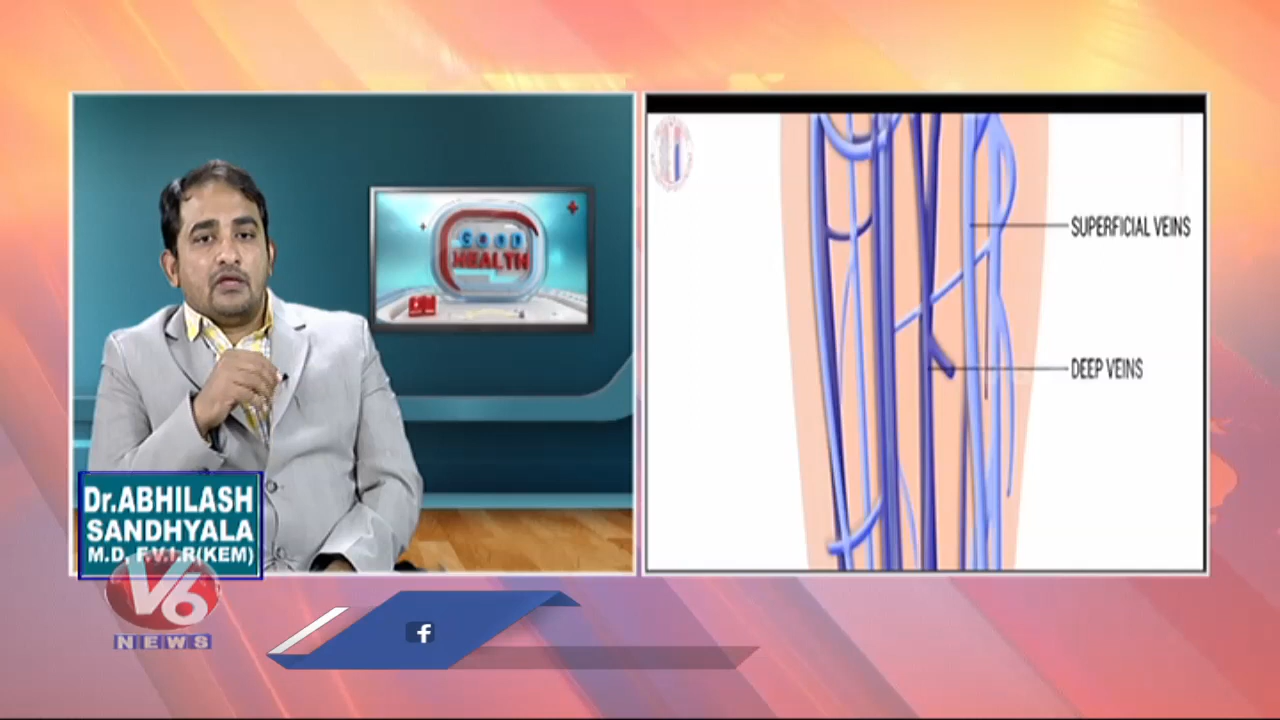 GOOD
HEALTH
SUPERFICIAL VEINS
DEEP VEINS
Dr.ABHILASH
SANDHYALA
M.D, F.V.I.R(KEM)
V6
NEWS
f